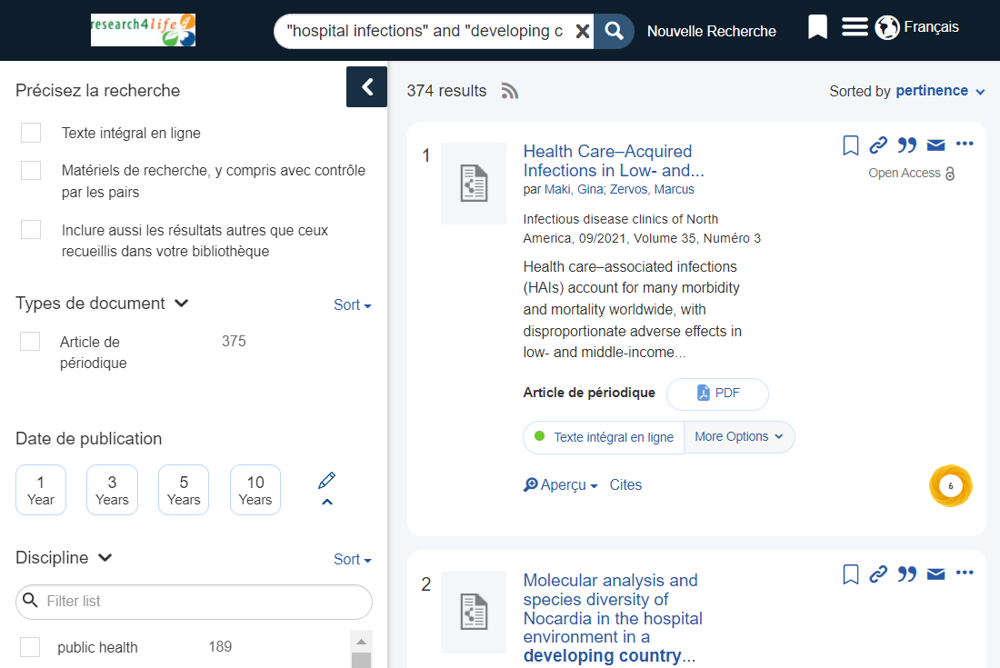 research4life
"hospital infections" and "developing c
Nouvelle Recherche
Français
Précisez la recherche
Texte intégral en ligne
Matériels de recherche, y compris avec contrôle
par les pairs
Inclure aussi les résultats autres que ceux
recueillis dans votre bibliothèque
Types de document
Sort
Article de
périodique
375
Date de publication
1
Year
3
Years
5
Years
10
Years
Discipline
Sort
Filter list
public health
189
374 results
Sorted by pertinence
1
Health Care–Acquired
Infections in Low- and...
par Maki, Gina; Zervos, Marcus
Open Access
Infectious disease clinics of North
America, 09/2021, Volume 35, Numéro 3
Health care–associated infections
(HAIs) account for many morbidity
and mortality worldwide, with
disproportionate adverse effects in
low- and middle-income...
Article de périodique
PDF
Texte intégral en ligne
More Options
Aperçu
Cites
6
2
Molecular analysis and
species diversity of
Nocardia in the hospital
environment in a
developing country...